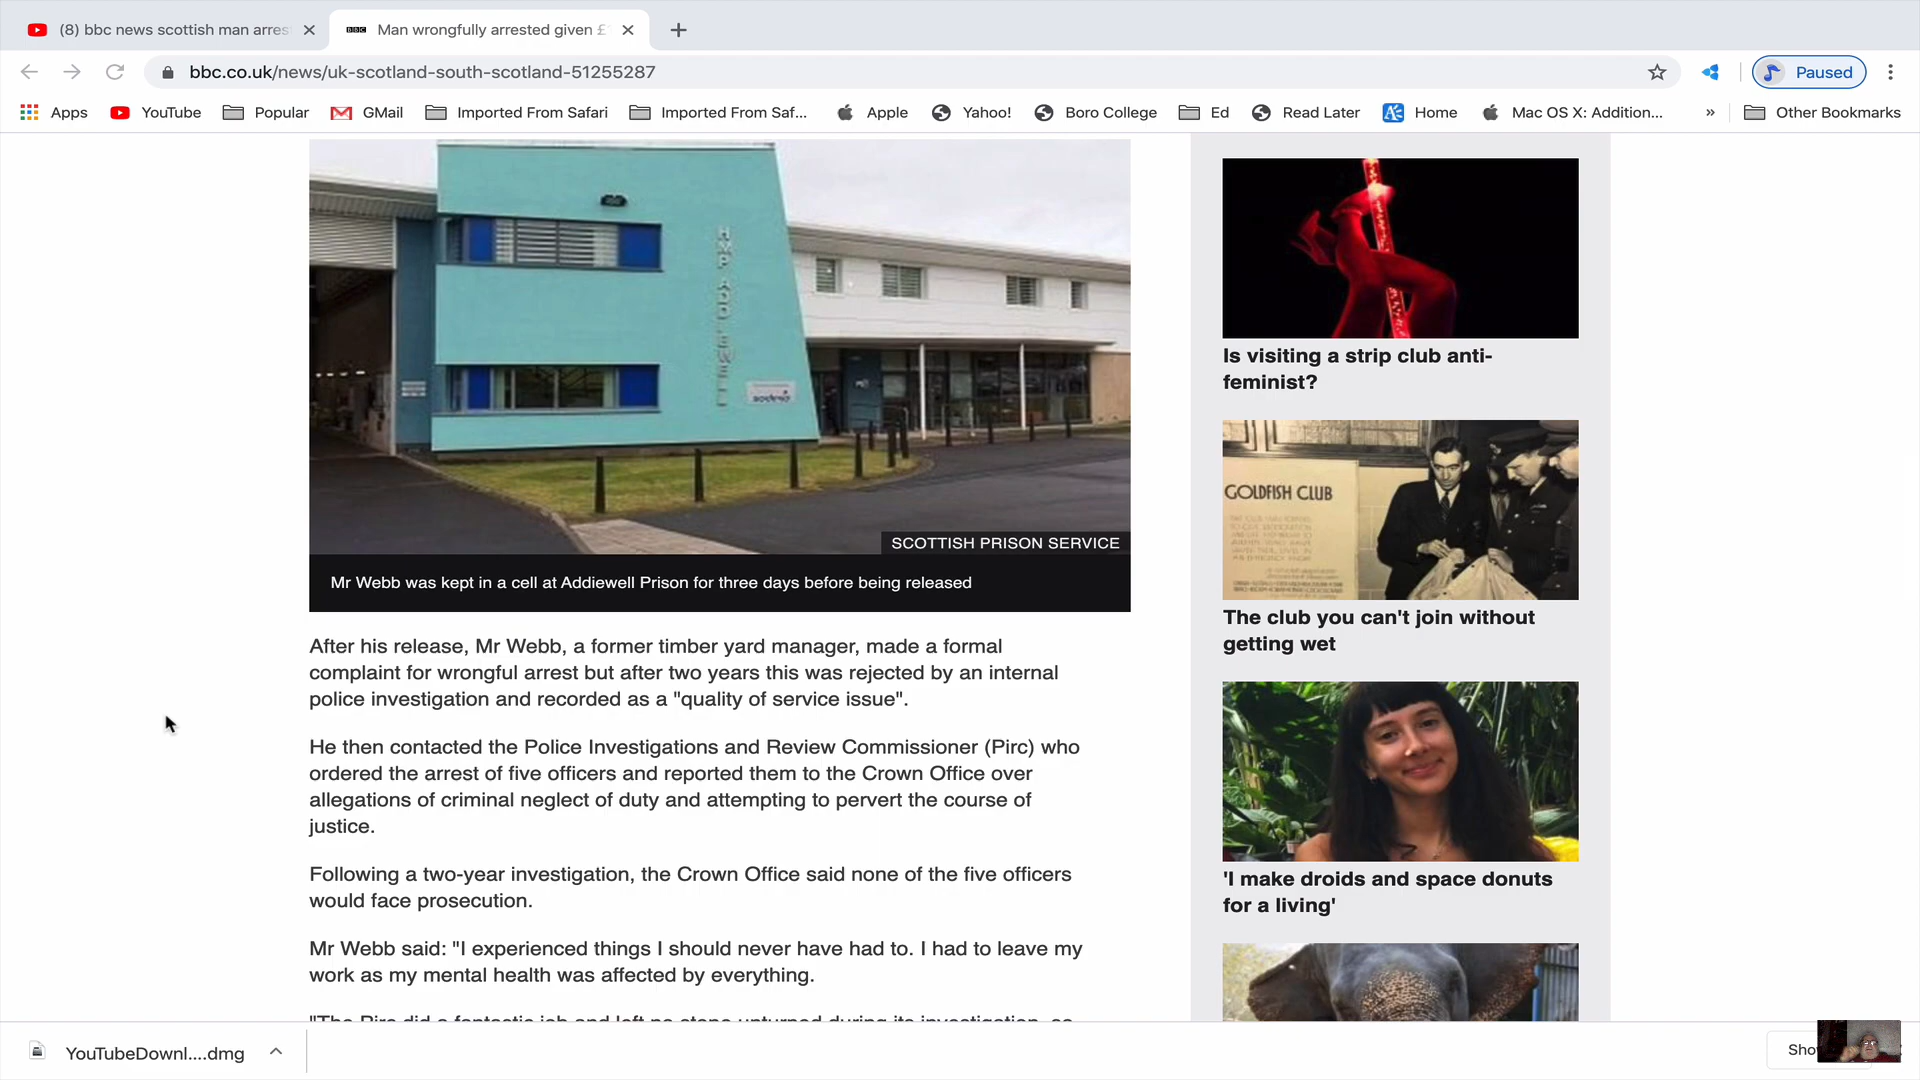 (8) bbc news scottish man arres
BBC Man wrongfully arrested given £
bbc.co.uk/news/uk-scotland-south-scotland-51255287
Paused
Apps YouTube Popular GMail Imported From Safari Imported From Saf... Apple Yahoo! Boro College Ed Read Later Home Mac OS X: Addition... » Other Bookmarks
HMP ADDIEWELL
sodexo
SCOTTISH PRISON SERVICE
Mr Webb was kept in a cell at Addiewell Prison for three days before being released
After his release, Mr Webb, a former timber yard manager, made a formal
complaint for wrongful arrest but after two years this was rejected by an internal
police investigation and recorded as a "quality of service issue".
He then contacted the Police Investigations and Review Commissioner (Pirc) who
ordered the arrest of five officers and reported them to the Crown Office over
allegations of criminal neglect of duty and attempting to pervert the course of
justice.
Following a two-year investigation, the Crown Office said none of the five officers
would face prosecution.
Mr Webb said: "I experienced things I should never have had to. I had to leave my
work as my mental health was affected by everything.
"The Pirc did a fantastic job and left no stone unturned during its investigation, so
Is visiting a strip club anti-
feminist?
GOLDFISH CLUB
The club you can't join without
getting wet
'I make droids and space donuts
for a living'
YouTubeDownl....dmg
Sho